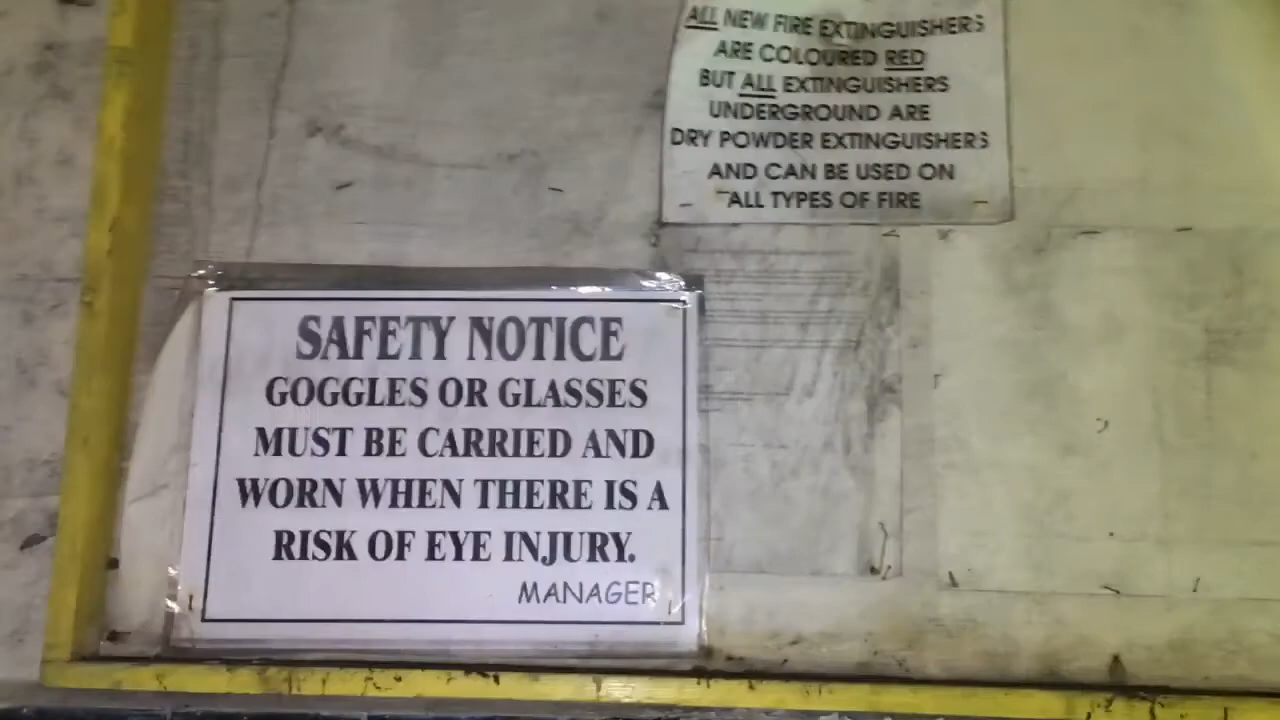 ALL NEW FIRE EXTINGUISHERS
ARE COLOURED RED
BUT ALL EXTINGUISHERS
UNDERGROUND ARE
DRY POWDER EXTINGUISHERS
AND CAN BE USED ON
ALL TYPES OF FIRE
SAFETY NOTICE
GOGGLES OR GLASSES
MUST BE CARRIED AND
WORN WHEN THERE IS A
RISK OF EYE INJURY.
MANAGER